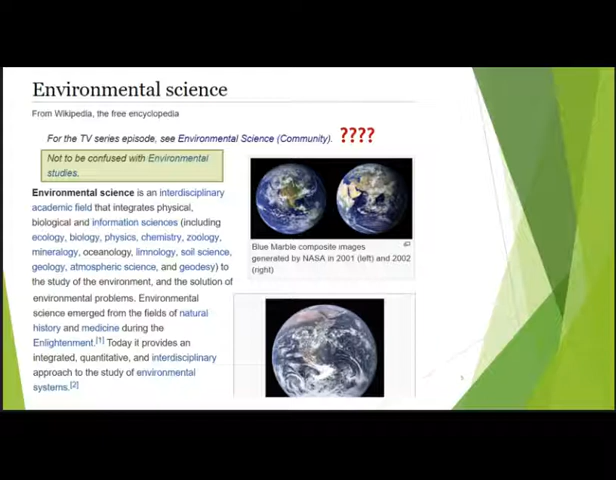 Environmental science
From Wikipedia, the free encyclopedia
For the TV series episode, see Environmental Science (Community). ????
Not to be confused with Environmental
studies.
Environmental science is an interdisciplinary
academic field that integrates physical,
biological and information sciences (including
ecology, biology, physics, chemistry, zoology,
mineralogy, oceanology, limnology, soil science,
geology, atmospheric science, and geodesy) to
the study of the environment, and the solution of
environmental problems. Environmental
science emerged from the fields of natural
history and medicine during the
Enlightenment.[1] Today it provides an
integrated, quantitative, and interdisciplinary
approach to the study of environmental
systems.[2]
Blue Marble composite images
generated by NASA in 2001 (left) and 2002
(right)